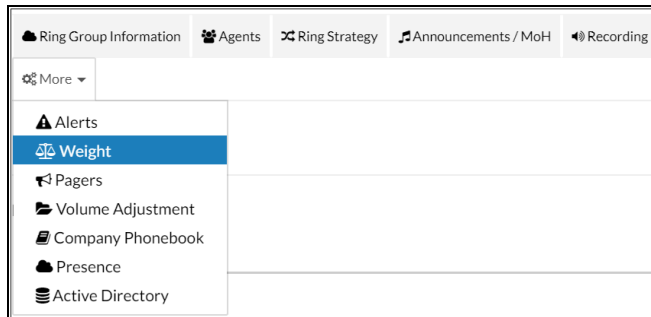 Ring Group Information Agents Ring Strategy Announcements / MoH Recording
More
Alerts
Weight
Pagers
Volume Adjustment
Company Phonebook
Presence
Active Directory